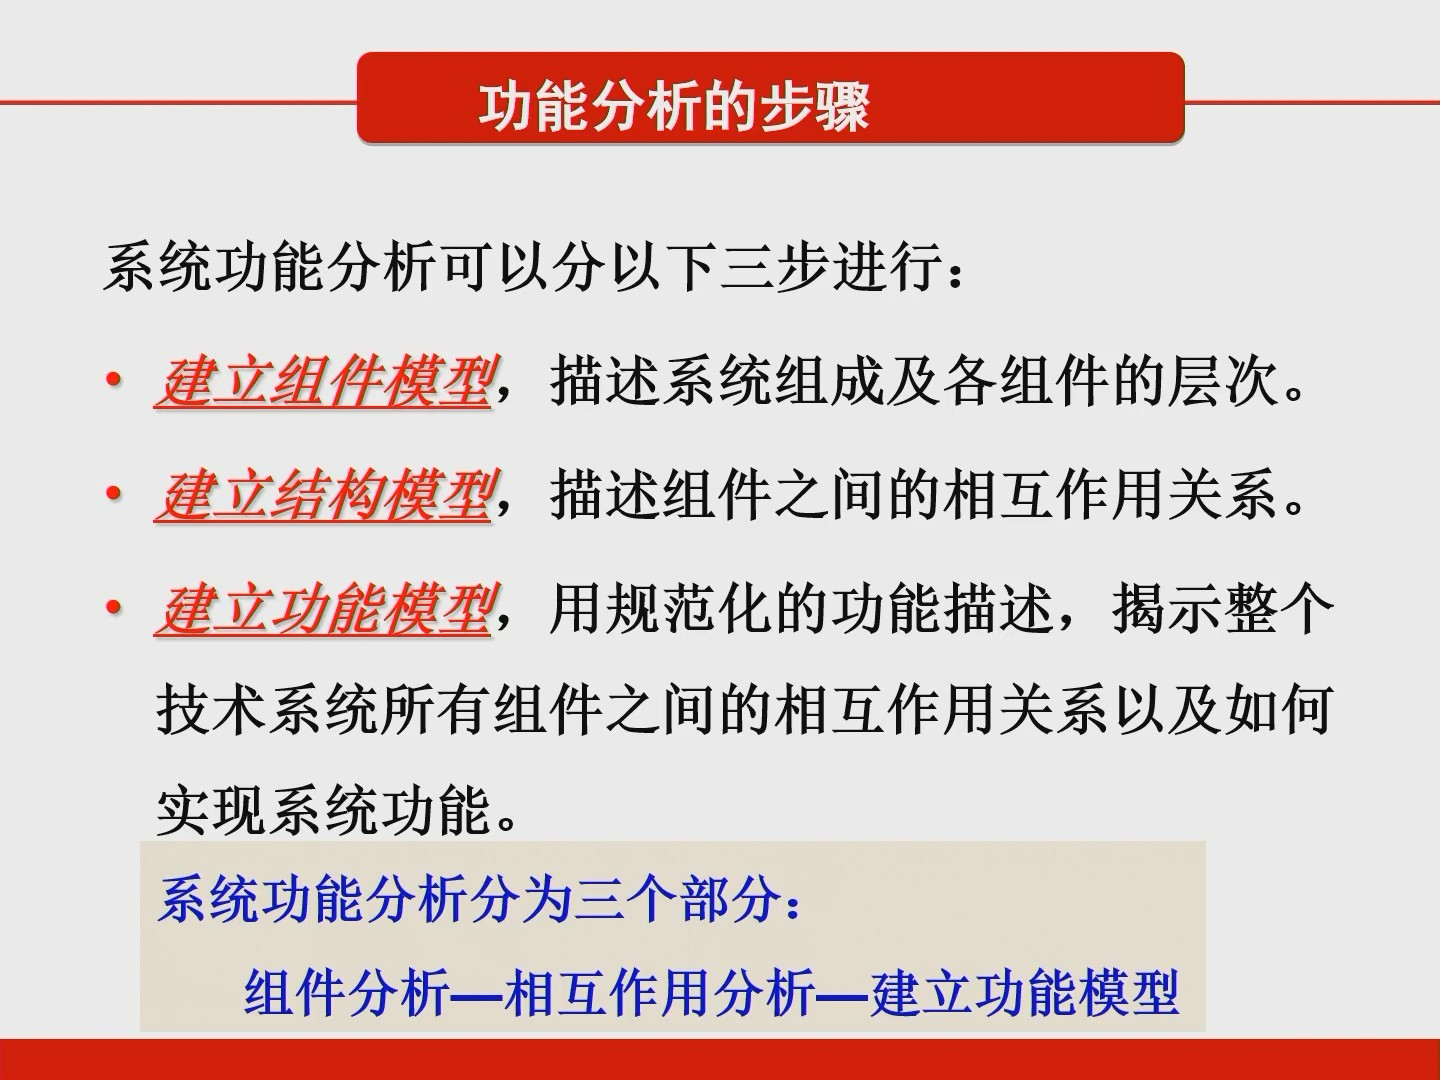 功能分析的步骤
系统功能分析可以分以下三步进行：
• 建立组件模型，描述系统组成及各组件的层次。
• 建立结构模型，描述组件之间的相互作用关系。
• 建立功能模型，用规范化的功能描述，揭示整个
技术系统所有组件之间的相互作用关系以及如何
实现系统功能。
系统功能分析分为三个部分：
组件分析—相互作用分析—建立功能模型